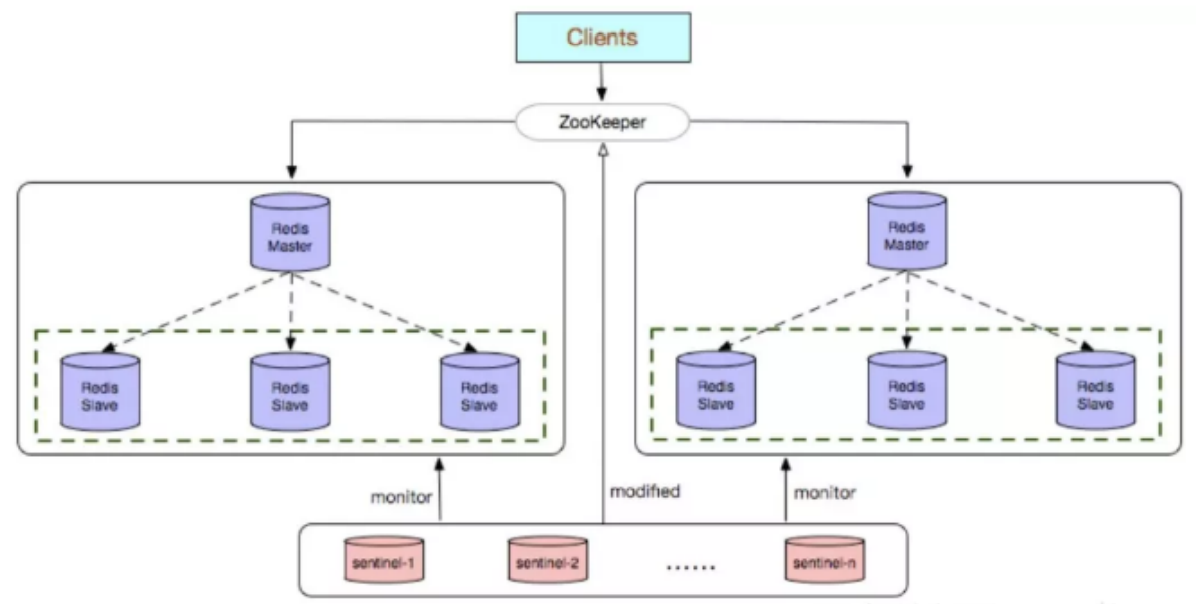 Clients
ZooKeeper
Redis
Master
Redis
Master
Redis
Slave
Redis
Slave
Redis
Slave
Redis
Slave
Redis
Slave
Redis
Slave
monitor
modified
monitor
sentinel-1
sentinel-2
......
sentinel-n